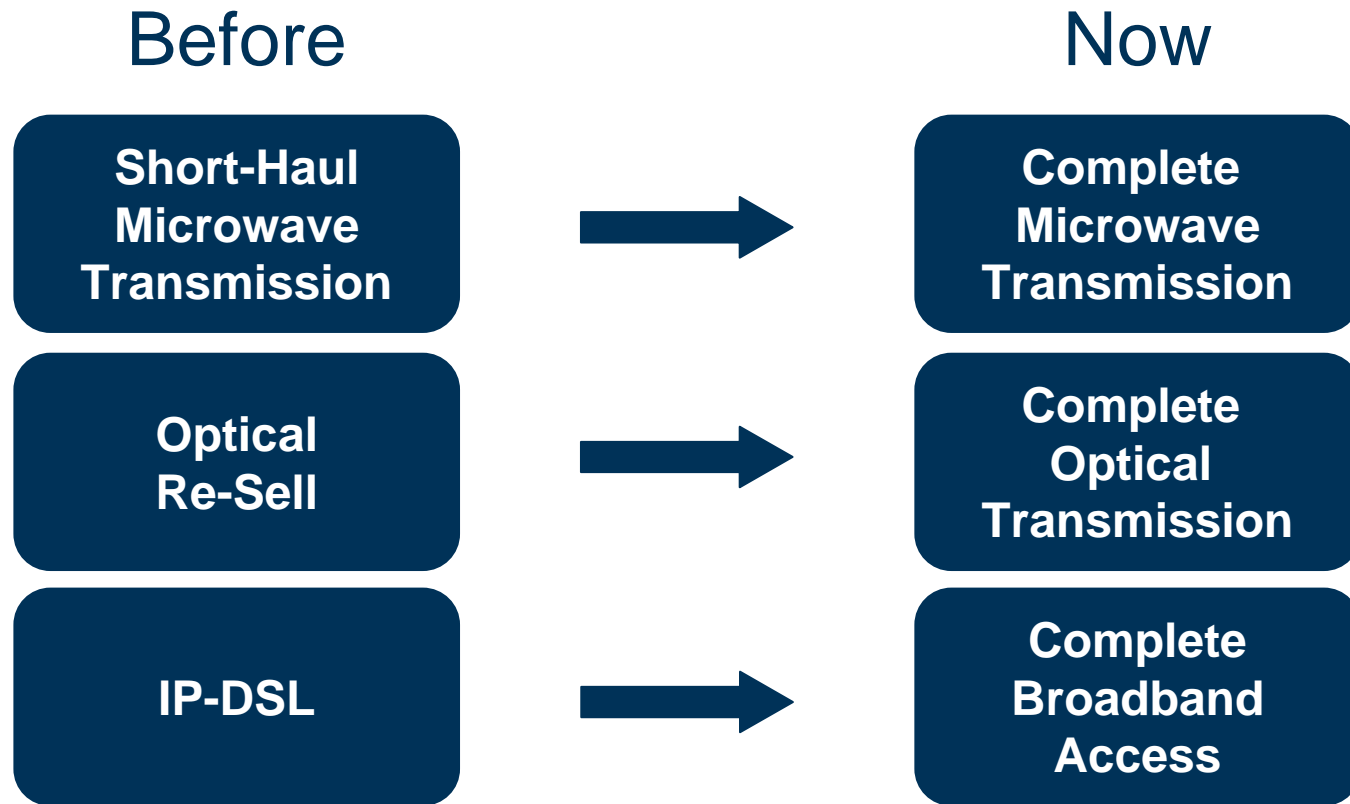 Before
Now
Short-Haul
Microwave
Transmission
Complete
Microwave
Transmission
Optical
Re-Sell
Complete
Optical
Transmission
IP-DSL
Complete
Broadband
Access